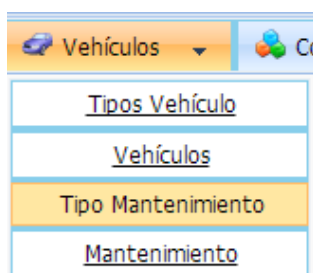 Vehículos
Tipos Vehículo
Vehículos
Tipo Mantenimiento
Mantenimiento